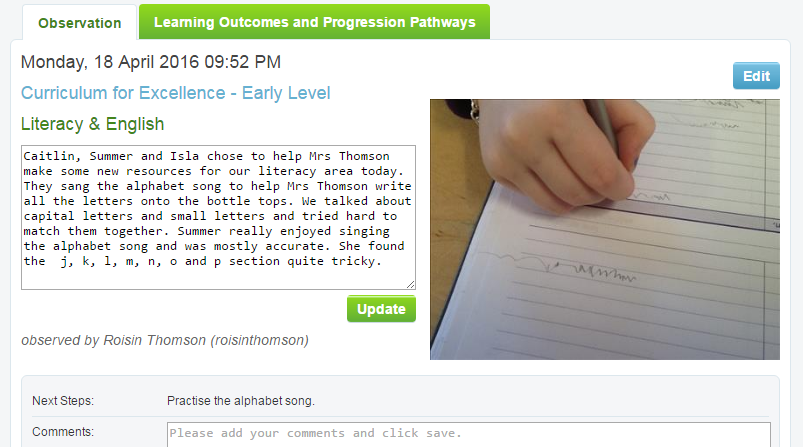 Observation
Learning Outcomes and Progression Pathways
Monday, 18 April 2016 09:52 PM
Edit
Curriculum for Excellence - Early Level
Literacy & English
Caitlin, Summer and Isla chose to help Mrs Thomson
make some new resources for our literacy area today.
They sang the alphabet song to help Mrs Thomson write
all the letters onto the bottle tops. We talked about
capital letters and small letters and tried hard to
match them together. Summer really enjoyed singing
the alphabet song and was mostly accurate. She found
the  j, k, l, m, n, o and p section quite tricky.
Update
observed by Roisin Thomson (roisinthomson)
Next Steps:
Practise the alphabet song.
Comments:
Please add your comments and click save.